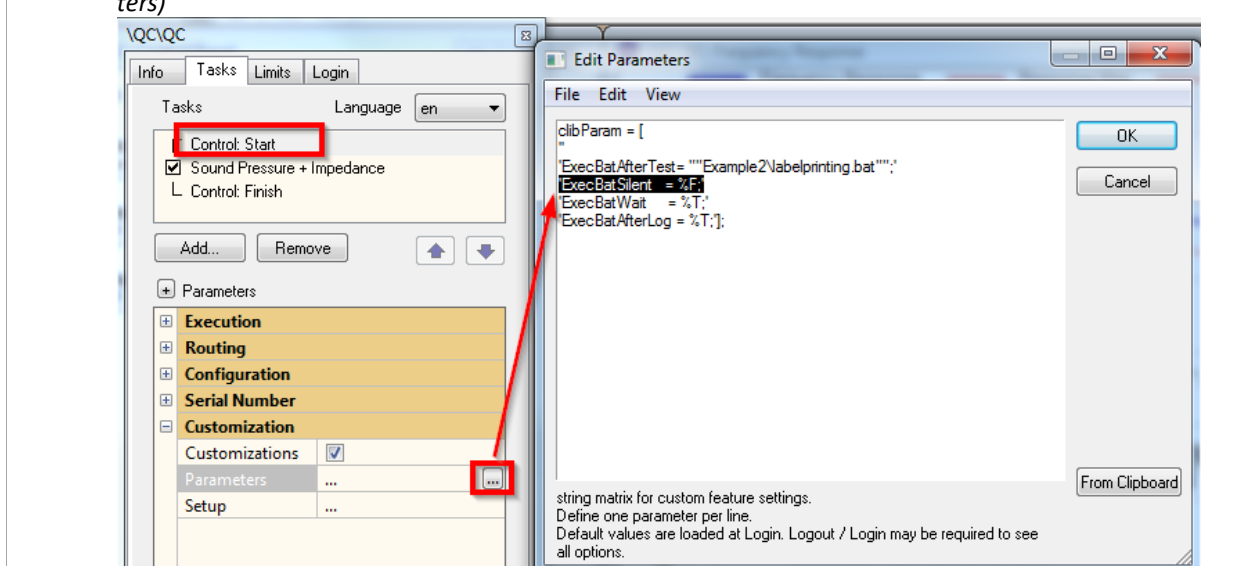 ters)
\QC\QC
Info Tasks Limits Login
Tasks Language en
Control: Start
Sound Pressure + Impedance
Control: Finish
Add... Remove
Parameters
Execution
Routing
Configuration
Serial Number
Customization
Customizations
Parameters ... ...
Setup ...
Edit Parameters
File Edit View
clibParam = [
''
'ExecBatAfterTest= ""Example2\labelprinting.bat"";'
'ExecBatSilent = %F;'
'ExecBatWait = %T;'
'ExecBatAfterLog = %T;'];
OK
Cancel
From Clipboard
string matrix for custom feature settings.
Define one parameter per line.
Default values are loaded at Login. Logout / Login may be required to see
all options.